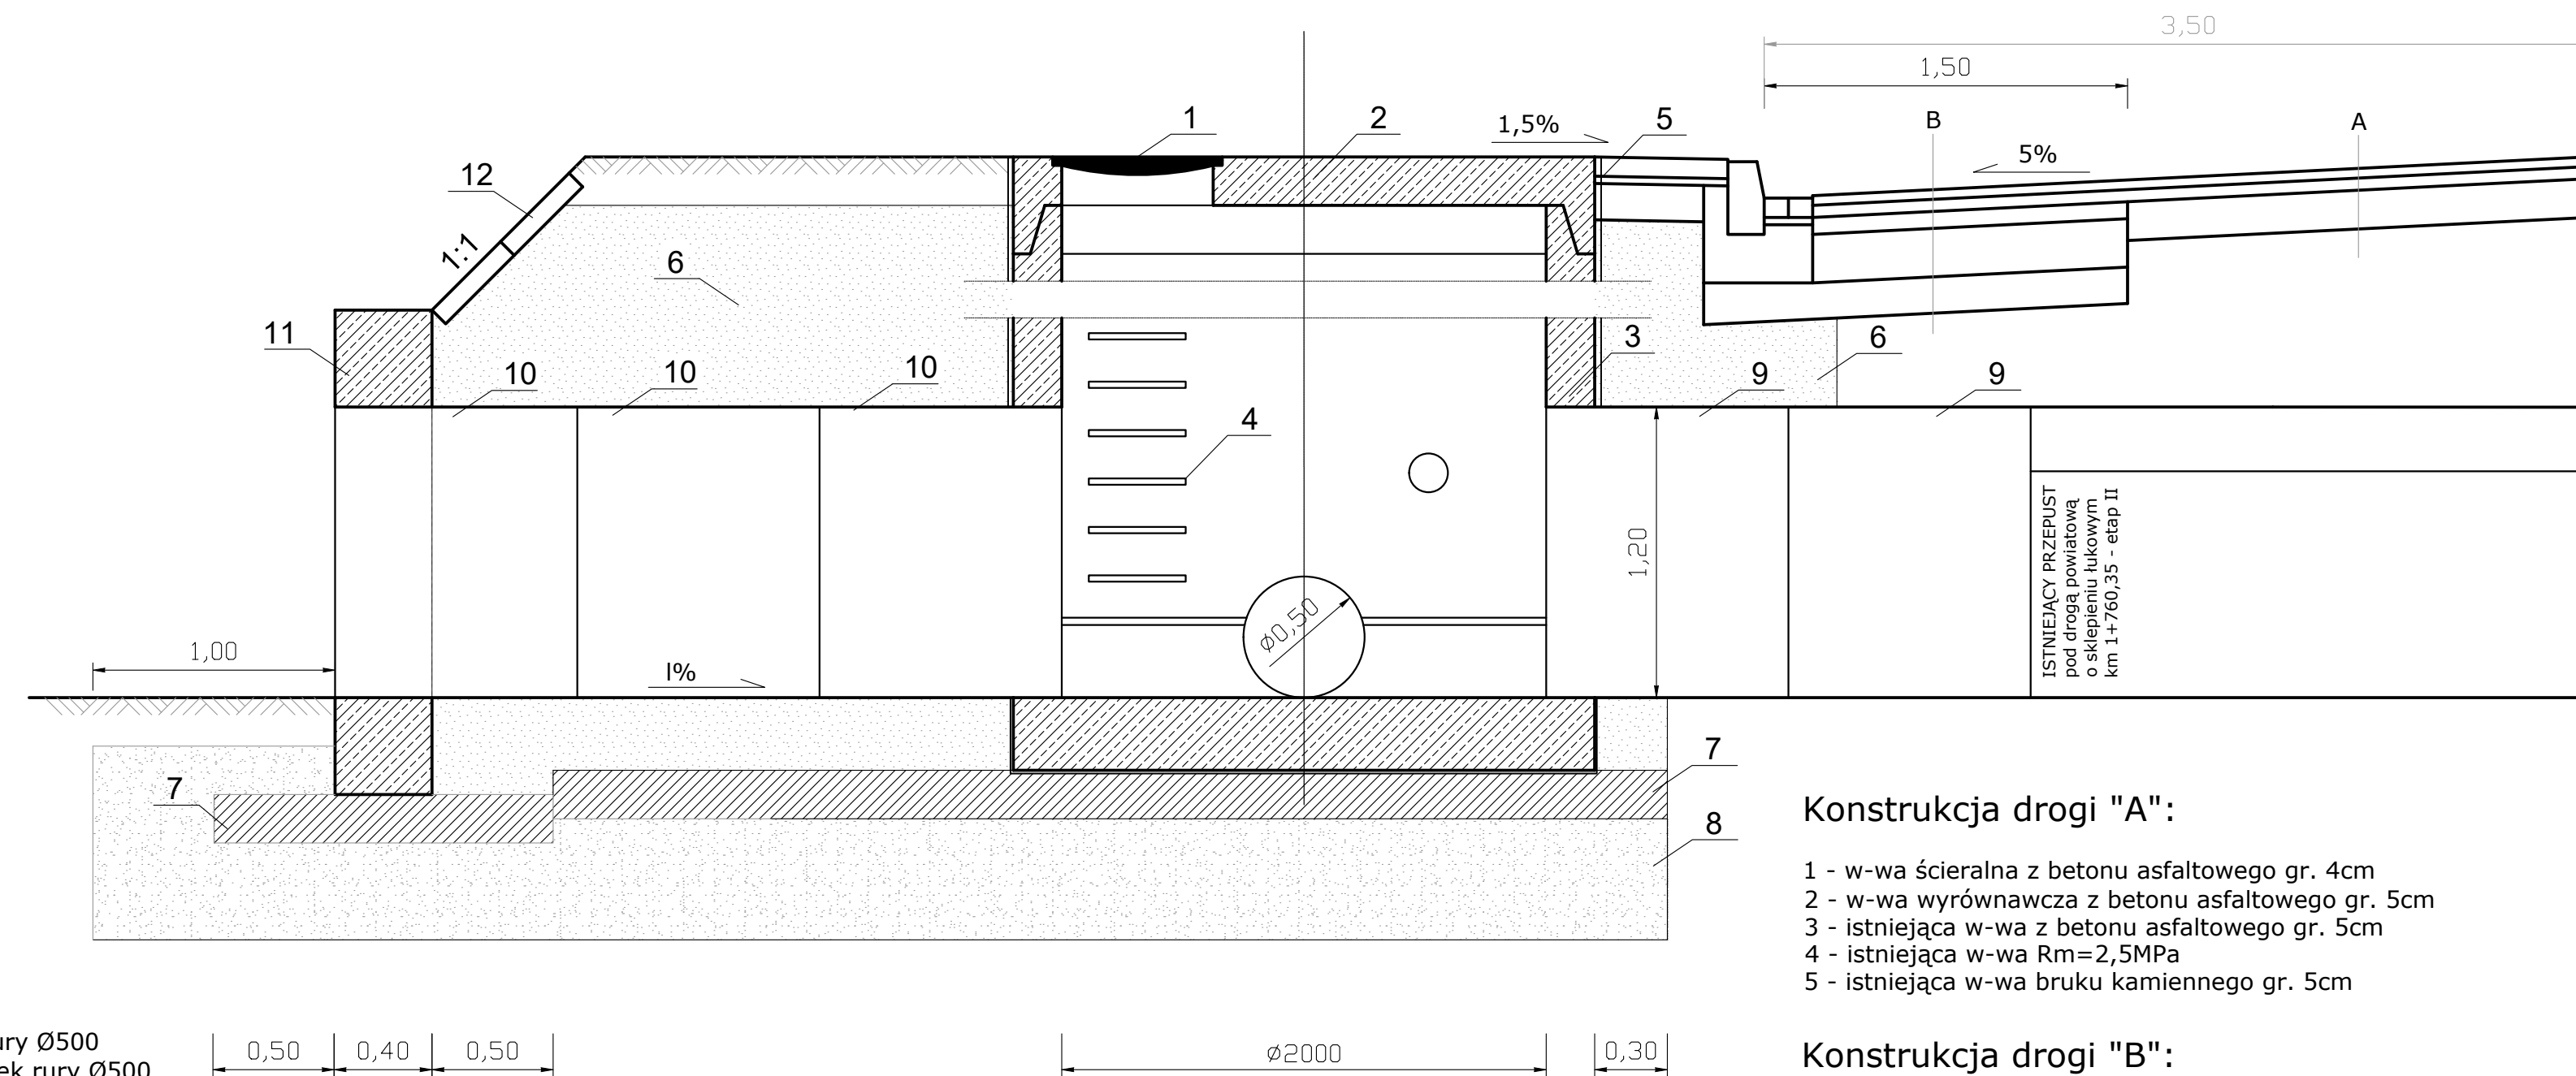 3,50
1,50
1
2
1,5%
5
B
A
5%
12
1:1
6
11
3
6
10
10
10
9
9
4
1,20
ISTNIEJĄCY PRZEPUST
pod drogą powiatową
o sklepieniu łukowym
km 1+760,35 - etap II
ø0,50
1,00
I%
7
7
8
Konstrukcja drogi "A":
1 - w-wa ścieralna z betonu asfaltowego gr. 4cm
2 - w-wa wyrównawcza z betonu asfaltowego gr. 5cm
3 - istniejąca w-wa z betonu asfaltowego gr. 5cm
4 - istniejąca w-wa Rm=2,5MPa
5 - istniejąca w-wa bruku kamiennego gr. 5cm
Ø500
rury Ø500
0,50
0,40
0,50
ø2000
0,30
Konstrukcja drogi "B":